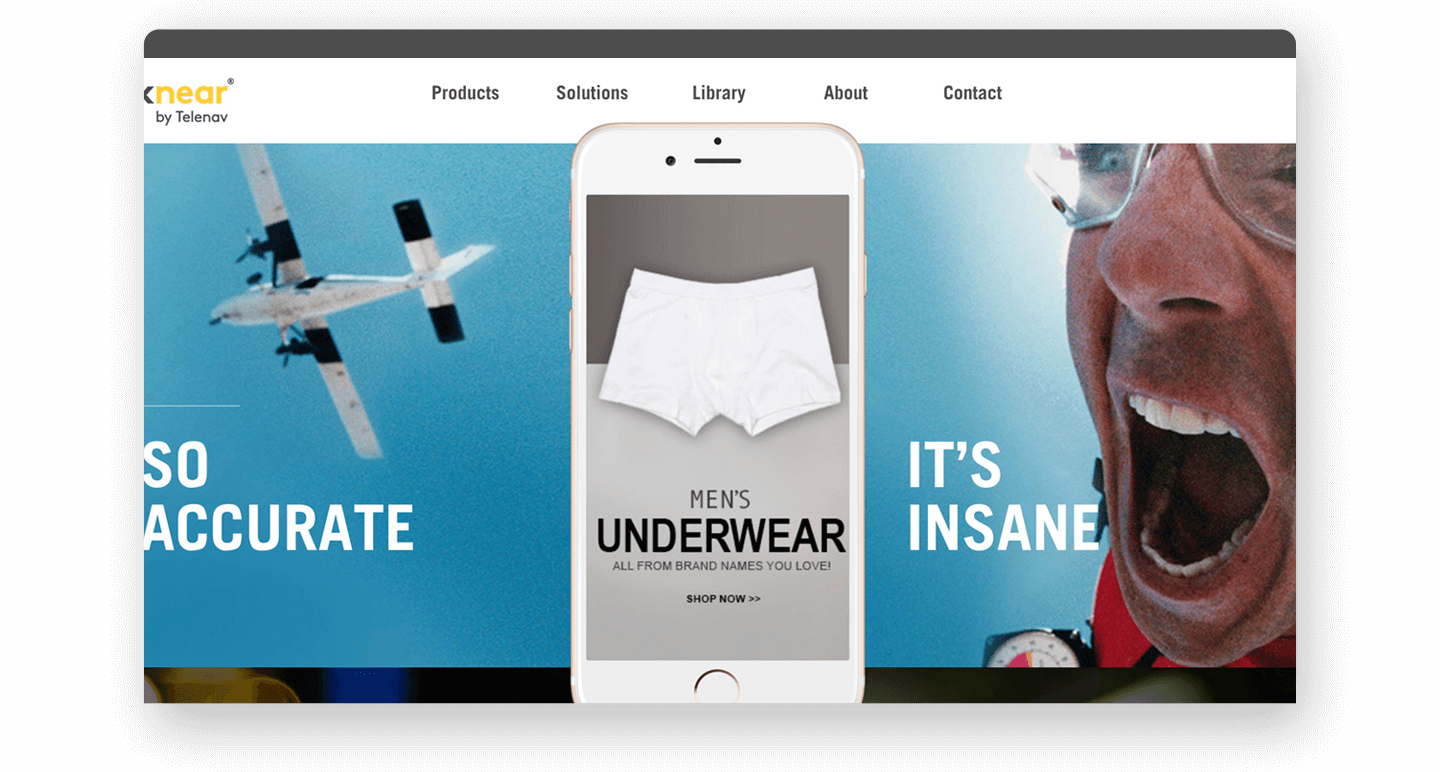 near®
by Telenav
Products
Solutions
Library
About
Contact
SO
ACCURATE
MEN'S
UNDERWEAR
ALL FROM BRAND NAMES YOU LOVE!
SHOP NOW >>
IT'S
INSANE